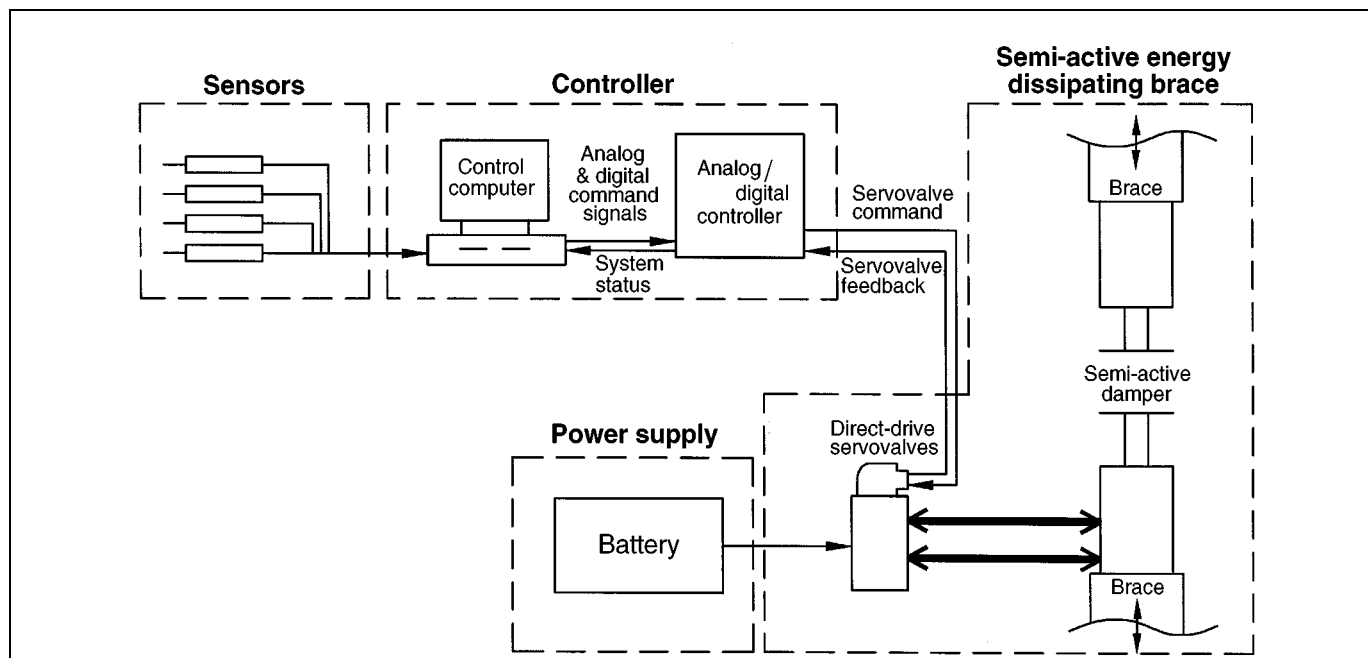 Sensors
Controller
Semi-active energy
dissipating brace
Control
computer
Analog
& digital
command
signals
System
status
Analog/
digital
controller
Servovalve
command
Servovalve
feedback
Brace
Semi-active
damper
Power supply
Battery
Direct-drive
servovalves
Brace